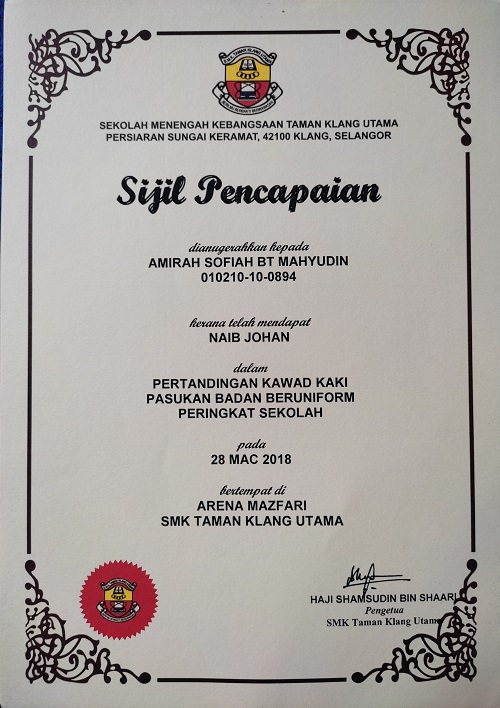 SEKOLAH MENENGAH KEBANGSAAN TAMAN KLANG UTAMA
PERSIARAN SUNGAI KERAMAT, 42100 KLANG, SELANGOR
Sijil Pencapaian
dianugerahkan kepada
AMIRAH SOFIAH BT MAHYUDIN
010210-10-0894
kerana telah mendapat
NAIB JOHAN
dalam
PERTANDINGAN KAWAD KAKI
PASUKAN BADAN BERUNIFORM
PERINGKAT SEKOLAH
pada
28 MAC 2018
bertempat di
ARENA MAZFARI
SMK TAMAN KLANG UTAMA
HAJI SHAMSUDIN BIN SHAARI
Pengetua
SMK Taman Klang Utama